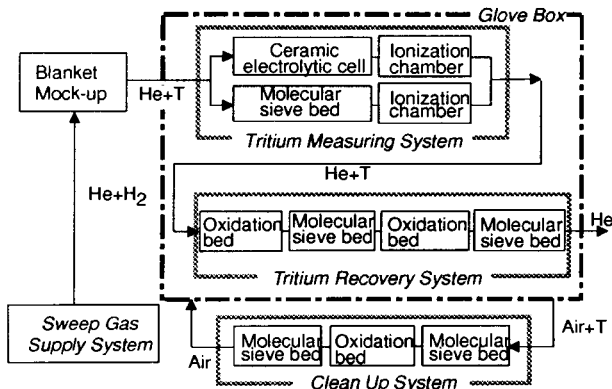 Glove Box
Ceramic
electrolytic cell
Ionization
chamber
Blanket
Mock-up
He+T
Molecular
sieve bed
Ionization
chamber
Tritium Measuring System
He+T
He+H2
Oxidation
bed
Molecular
sieve bed
Oxidation
bed
Molecular
sieve bed
He
Tritium Recovery System
Sweep Gas
Supply System
Air
Molecular
sieve bed
Oxidation
bed
Molecular
sieve bed
Air+T
Clean Up System